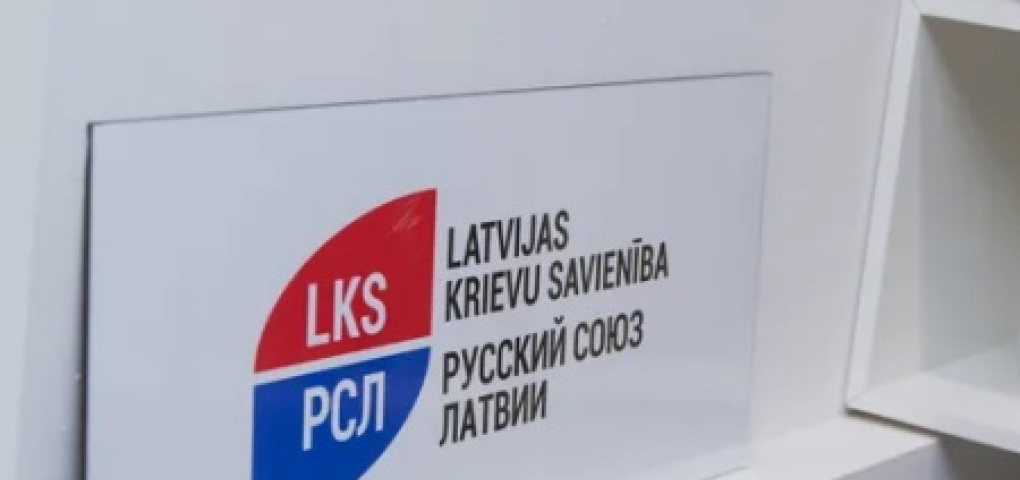 LKS
РСЛ
LATVIJAS
KRIEVU SAVIENĪBA
РУССКИЙ СОЮЗ
ЛАТВИИ